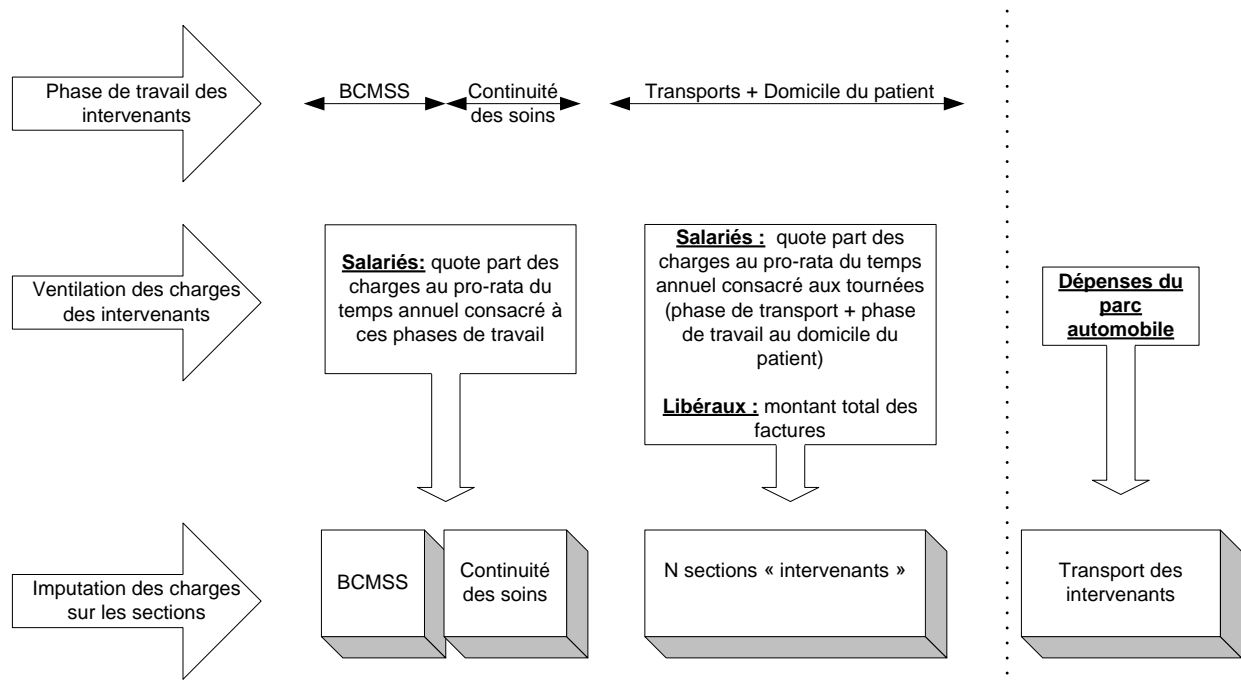 Phase de travail des
intervenants
BCMSS
Continuité
des soins
Transports + Domicile du patient
Ventilation des charges
des intervenants
Salariés: quote part des
charges au pro-rata du
temps annuel consacré à
ces phases de travail
Salariés :  quote part des
charges au pro-rata du temps
annuel consacré aux tournées
(phase de transport + phase
de travail au domicile du
patient)
Libéraux : montant total des
factures
Dépenses du
parc
automobile
Imputation des charges
sur les sections
BCMSS
Continuité
des soins
N sections « intervenants »
Transport des
intervenants